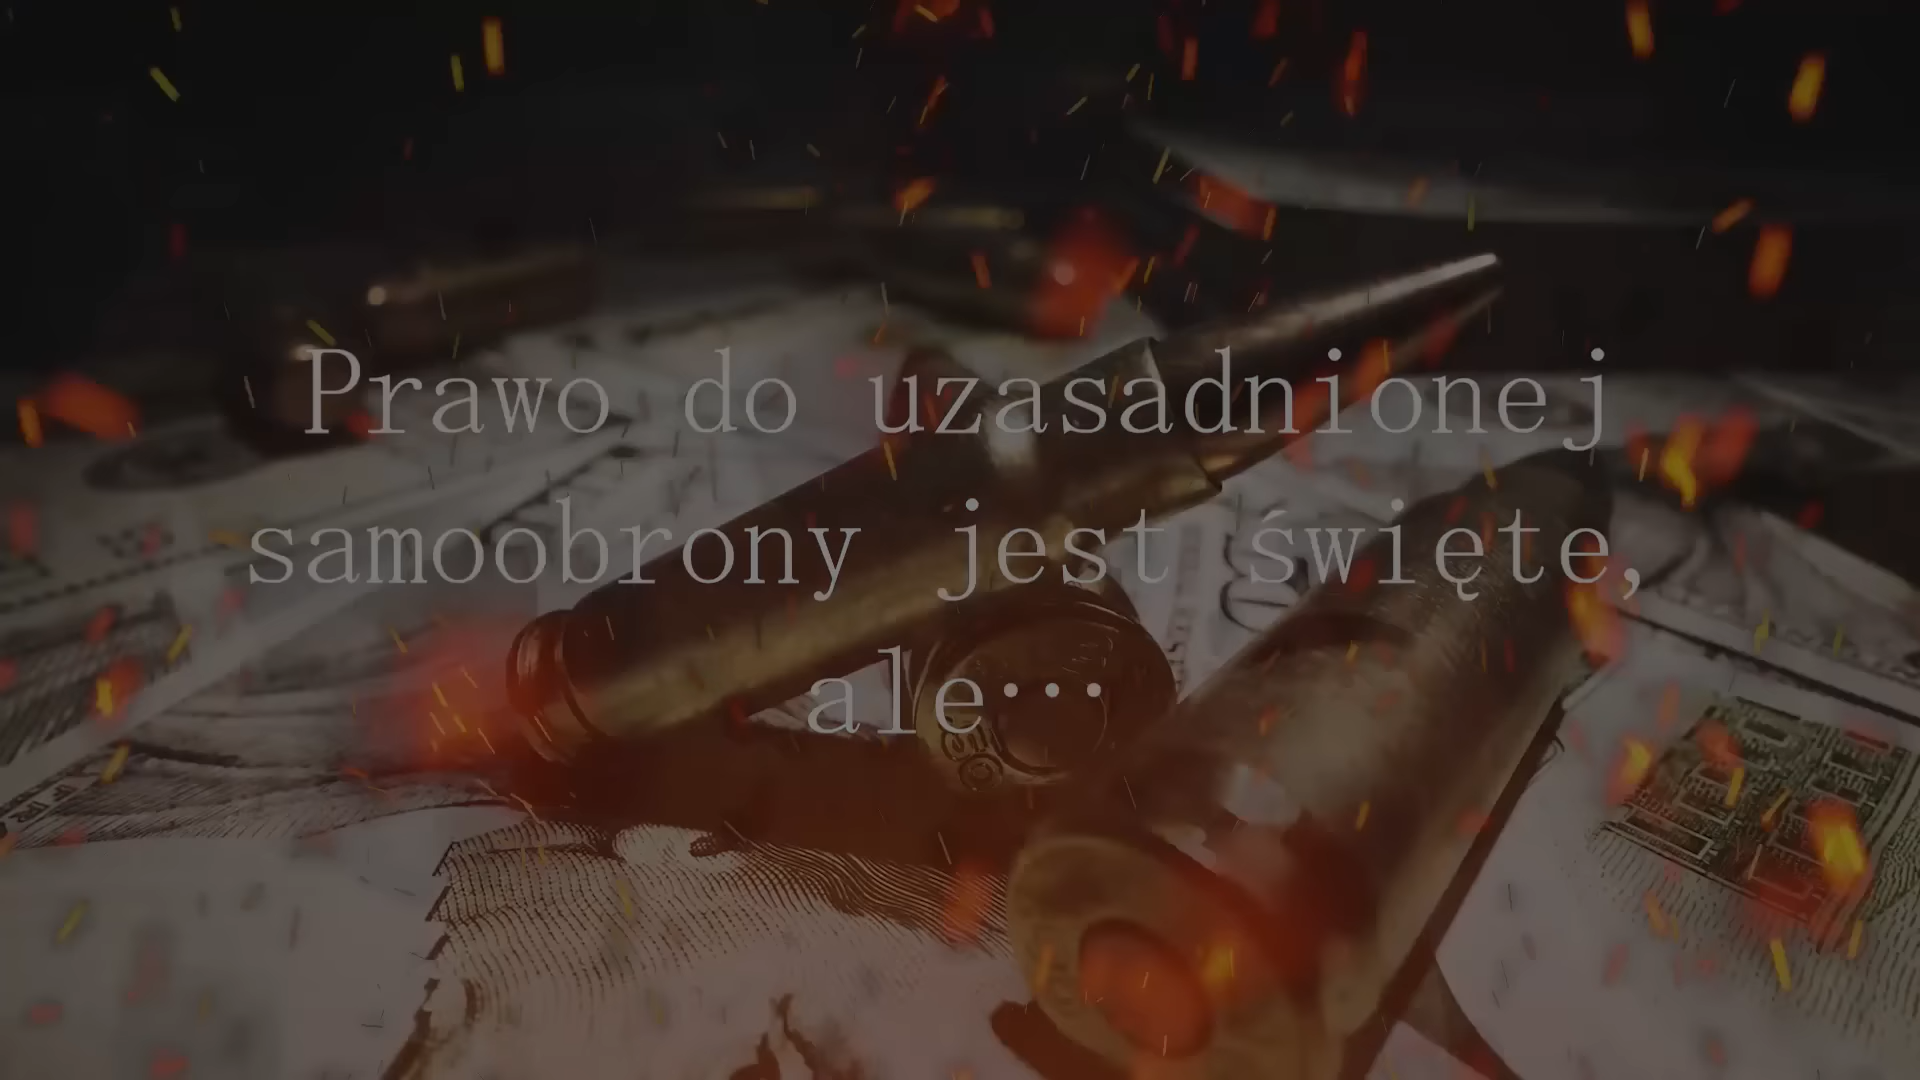 Prawo do uzasadnionej
samoobrony jest święte,
ale…